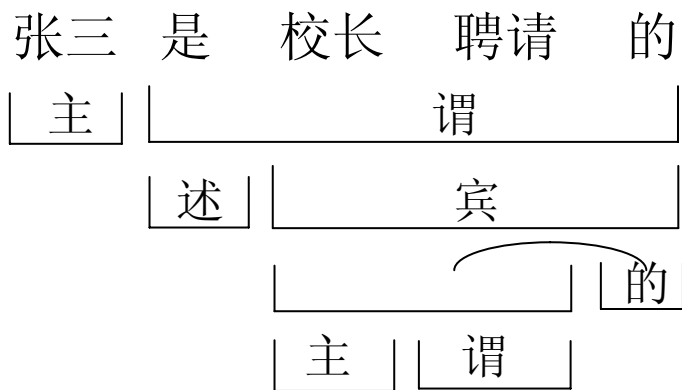 张三 是 校长 聘请 的
主 谓
述 宾
的
主 谓